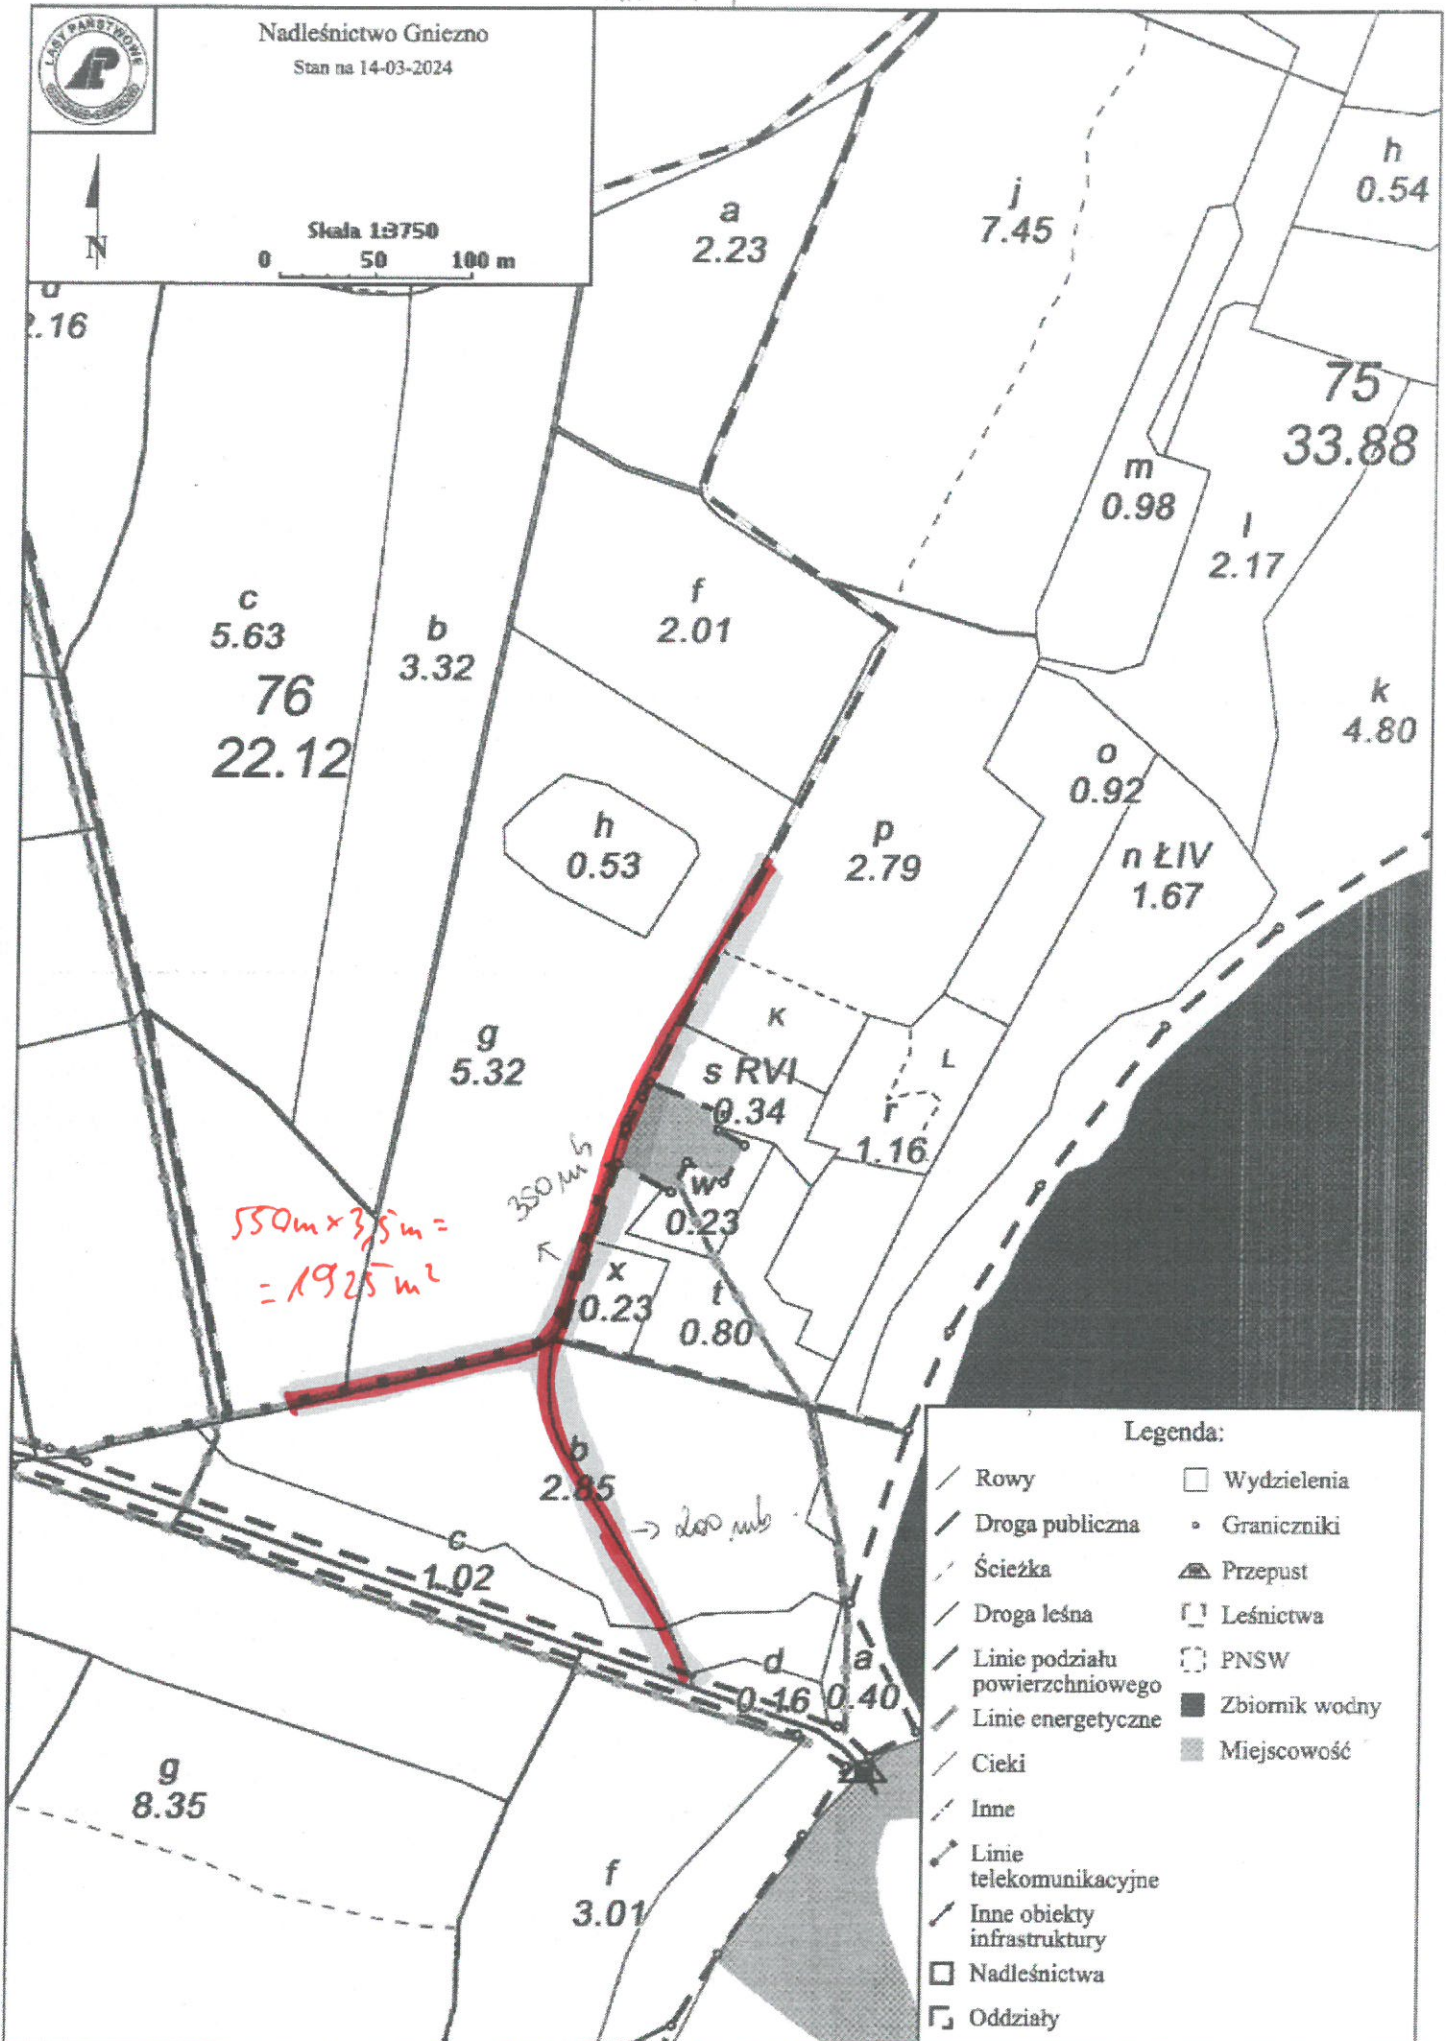 LASY PAŃSTWOWE
Nadleśnictwo Gniezno
Stan na 14-03-2024
N
Skala 1:3750
0 50 100 m
a
2.23
j
7.45
h
0.54
2.16
75
33.88
m
0.98
l
2.17
c
5.63
b
3.32
f
2.01
76
22.12
k
4.80
o
0.92
h
0.53
p
2.79
n ŁIV
1.67
g
5.32
K
s RVI
0.34
L
r
1.16
350 mb
w
0.23
550m x 3,5m =
= 1925 m²
x
0.23
t
0.80
b
2.85
→ 200 mb
c
1.02
d
0.16
a
0.40
g
8.35
f
3.01
Legenda:
Rowy
Droga publiczna
Ścieżka
Droga leśna
Linie podziału
powierzchniowego
Linie energetyczne
Cieki
Inne
Linie
telekomunikacyjne
Inne obiekty
infrastruktury
Nadleśnictwa
Oddziały
Wydzielenia
Graniczniki
Przepust
Leśnictwa
PNSW
Zbiornik wodny
Miejscowość